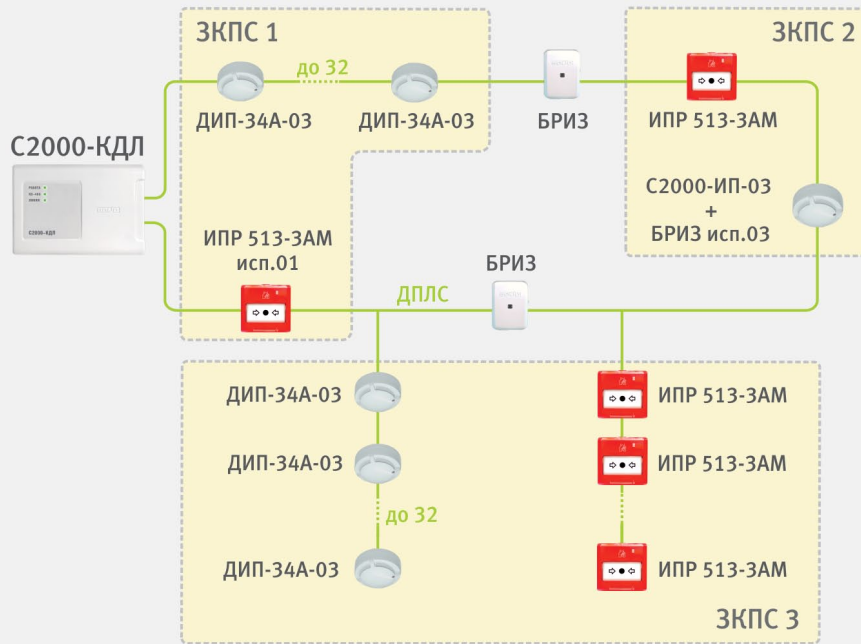 ЗКПС 1
ЗКПС 2
до 32
ДИП-34А-03
ДИП-34А-03
БРИЗ
ИПР 513-3АМ
С2000-КДЛ
С2000-КДЛ
С2000-ИП-03
+
БРИЗ исп.03
ИПР 513-3АМ
исп.01
ДПЛС
БРИЗ
ДИП-34А-03
ИПР 513-3АМ
ДИП-34А-03
ИПР 513-3АМ
до 32
ДИП-34А-03
ИПР 513-3АМ
ЗКПС 3